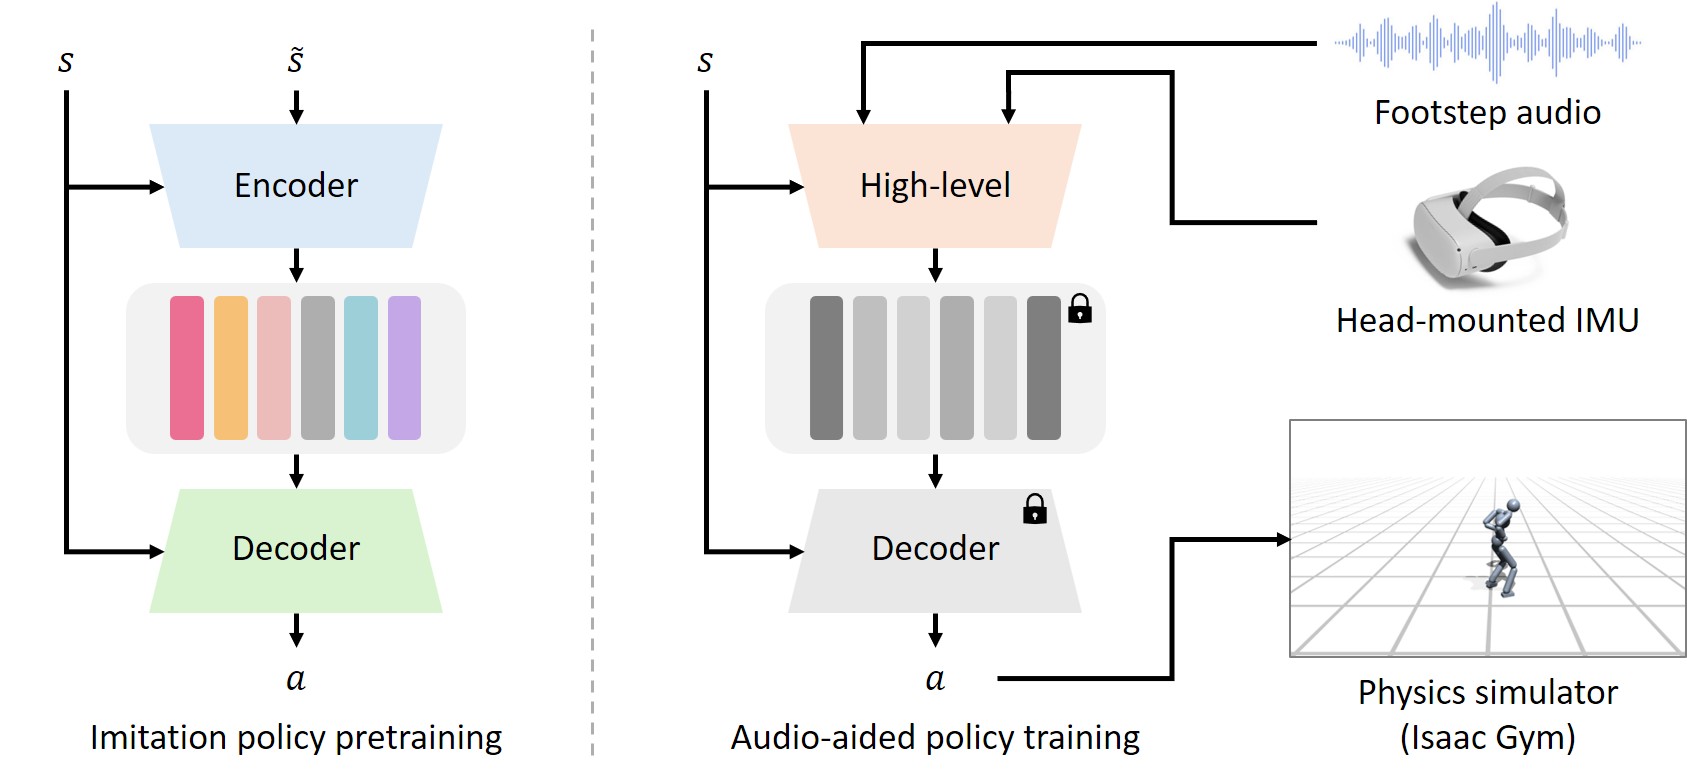 s
s̃
Encoder
Decoder
a
Imitation policy pretraining
s
High-level
Decoder
a
Audio-aided policy training
Footstep audio
Head-mounted IMU
Physics simulator
(Isaac Gym)